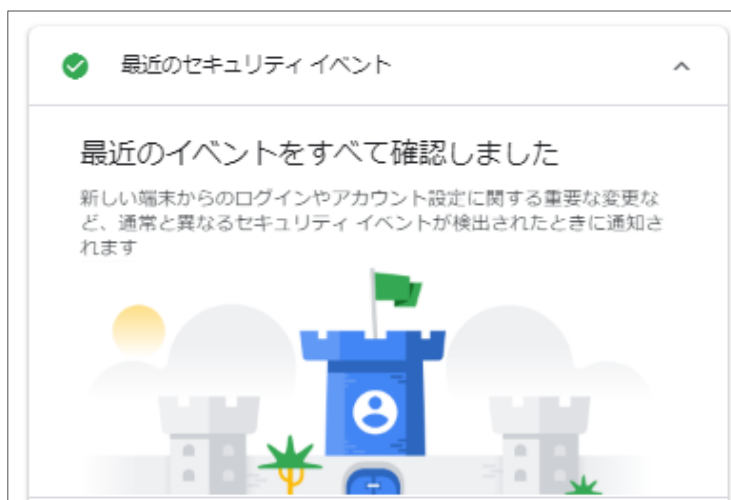 最近のセキュリティ イベント
最近のイベントをすべて確認しました
新しい端末からのログインやアカウント設定に関する重要な変更な
ど、通常と異なるセキュリティ イベントが検出されたときに通知さ
れます